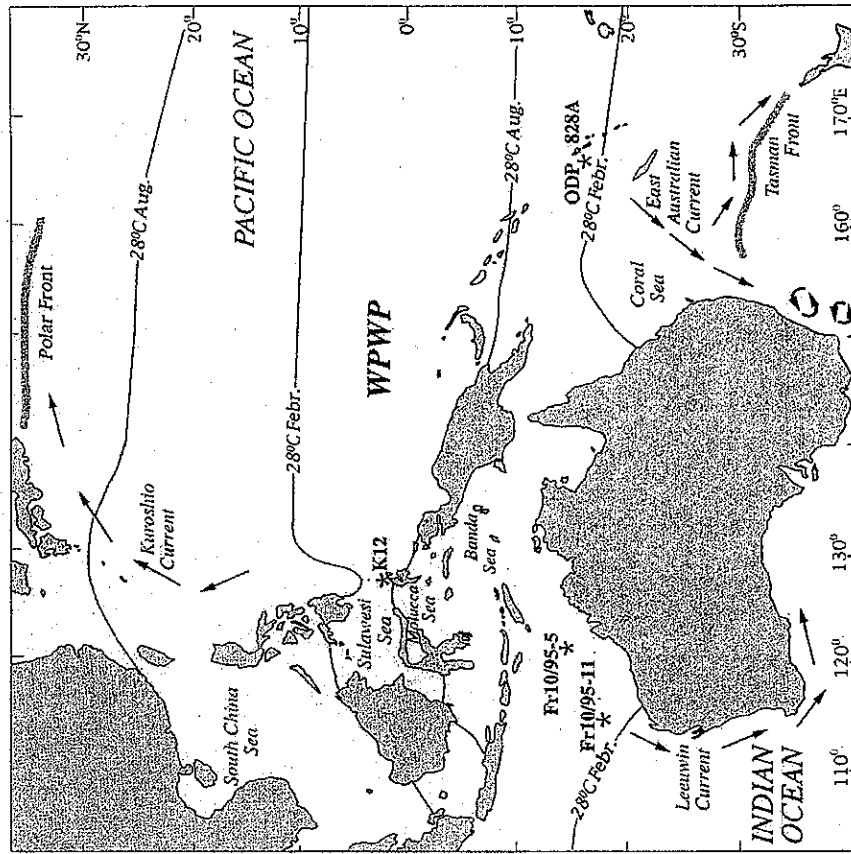 30°N
20°
10°
0°
10°
20°
30°S
110°
120°
130°
160°
170°E
PACIFIC OCEAN
Polar Front
28°C Aug.
28°C Febr.
WPWP
28°C Aug.
28°C Febr.
28°C Febr.
Kuroshio
Current
South China
Sea
Sulawesi
Sea
K12
Molucca
Sea
Banda
Sea
Fr10/95-5
Fr10/95-11
Leeuwin
Current
INDIAN
OCEAN
Coral
Sea
ODP 828A
East
Australian
Current
Tasman
Front